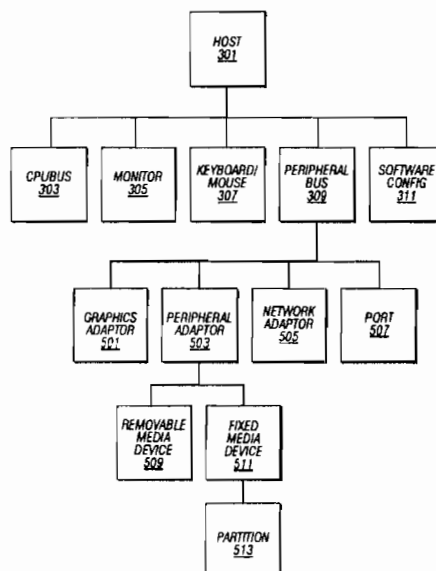 HOST
301
CPUBUS
303
MONITOR
305
KEYBOARD/
MOUSE
307
PERIPHERAL
BUS
309
SOFTWARE
CONFIG
311
GRAPHICS
ADAPTOR
501
PERIPHERAL
ADAPTOR
503
NETWORK
ADAPTOR
505
PORT
507
REMOVABLE
MEDIA
DEVICE
509
FIXED
MEDIA
DEVICE
511
PARTITION
513